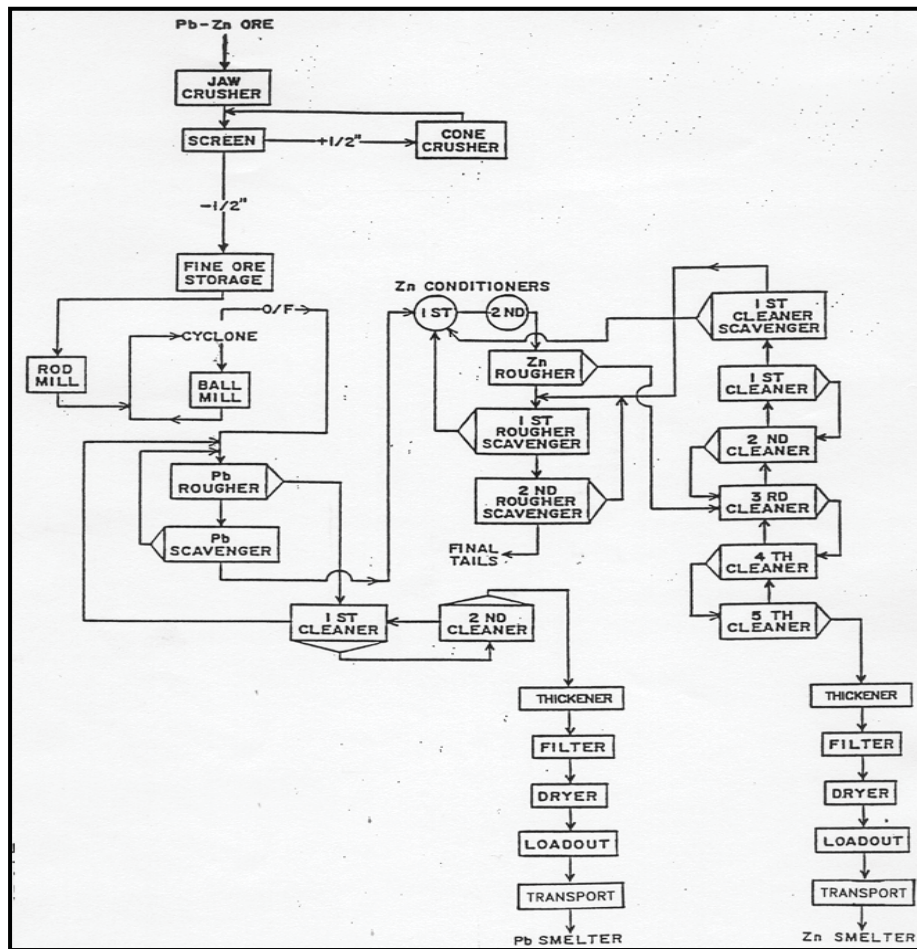 Pb-Zn ORE
JAW
CRUSHER
SCREEN
+1/2"
CONE
CRUSHER
-1/2"
FINE ORE
STORAGE
O/F
CYCLONE
ROD
MILL
BALL
MILL
Pb
ROUGHER
Pb
SCAVENGER
1 ST
CLEANER
2 ND
CLEANER
Zn CONDITIONERS
1 ST
2 ND
Zn
ROUGHER
1 ST
ROUGHER
SCAVENGER
2 ND
ROUGHER
SCAVENGER
FINAL
TAILS
1 ST
CLEANER
SCAVENGER
1 ST
CLEANER
2 ND
CLEANER
3 RD
CLEANER
4 TH
CLEANER
5 TH
CLEANER
THICKENER
FILTER
DRYER
LOADOUT
TRANSPORT
Pb SMELTER
THICKENER
FILTER
DRYER
LOADOUT
TRANSPORT
Zn SMELTER